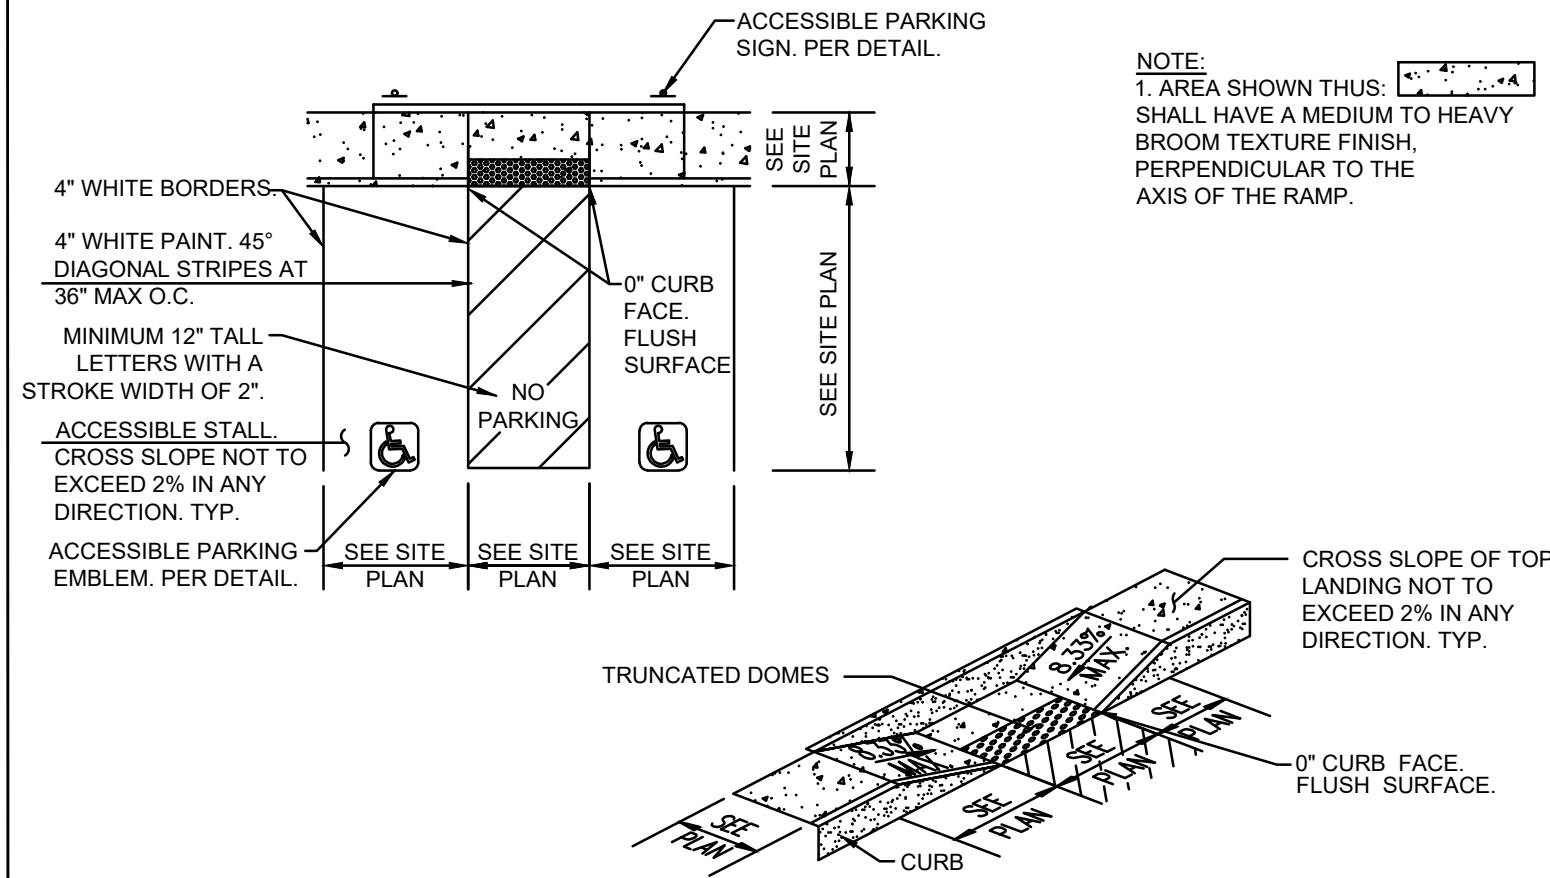 ACCESSIBLE PARKING
SIGN. PER DETAIL.
NOTE:
1. AREA SHOWN THUS:
SHALL HAVE A MEDIUM TO HEAVY
BROOM TEXTURE FINISH,
PERPENDICULAR TO THE
AXIS OF THE RAMP.
SEE
SITE
PLAN
4" WHITE BORDERS.
4" WHITE PAINT. 45°
DIAGONAL STRIPES AT
36" MAX O.C.
0" CURB
FACE.
FLUSH
SURFACE
SEE SITE PLAN
MINIMUM 12" TALL
LETTERS WITH A
STROKE WIDTH OF 2".
NO
PARKING
ACCESSIBLE STALL.
CROSS SLOPE NOT TO
EXCEED 2% IN ANY
DIRECTION. TYP.
ACCESSIBLE PARKING
EMBLEM. PER DETAIL.
SEE SITE
PLAN
SEE SITE
PLAN
SEE SITE
PLAN
CROSS SLOPE OF TOP
LANDING NOT TO
EXCEED 2% IN ANY
DIRECTION. TYP.
8.33%
MAX
TRUNCATED DOMES
8.33%
MAX
SEE
PLAN
SEE
PLAN
SEE
PLAN
SEE
PLAN
0" CURB FACE.
FLUSH SURFACE.
CURB